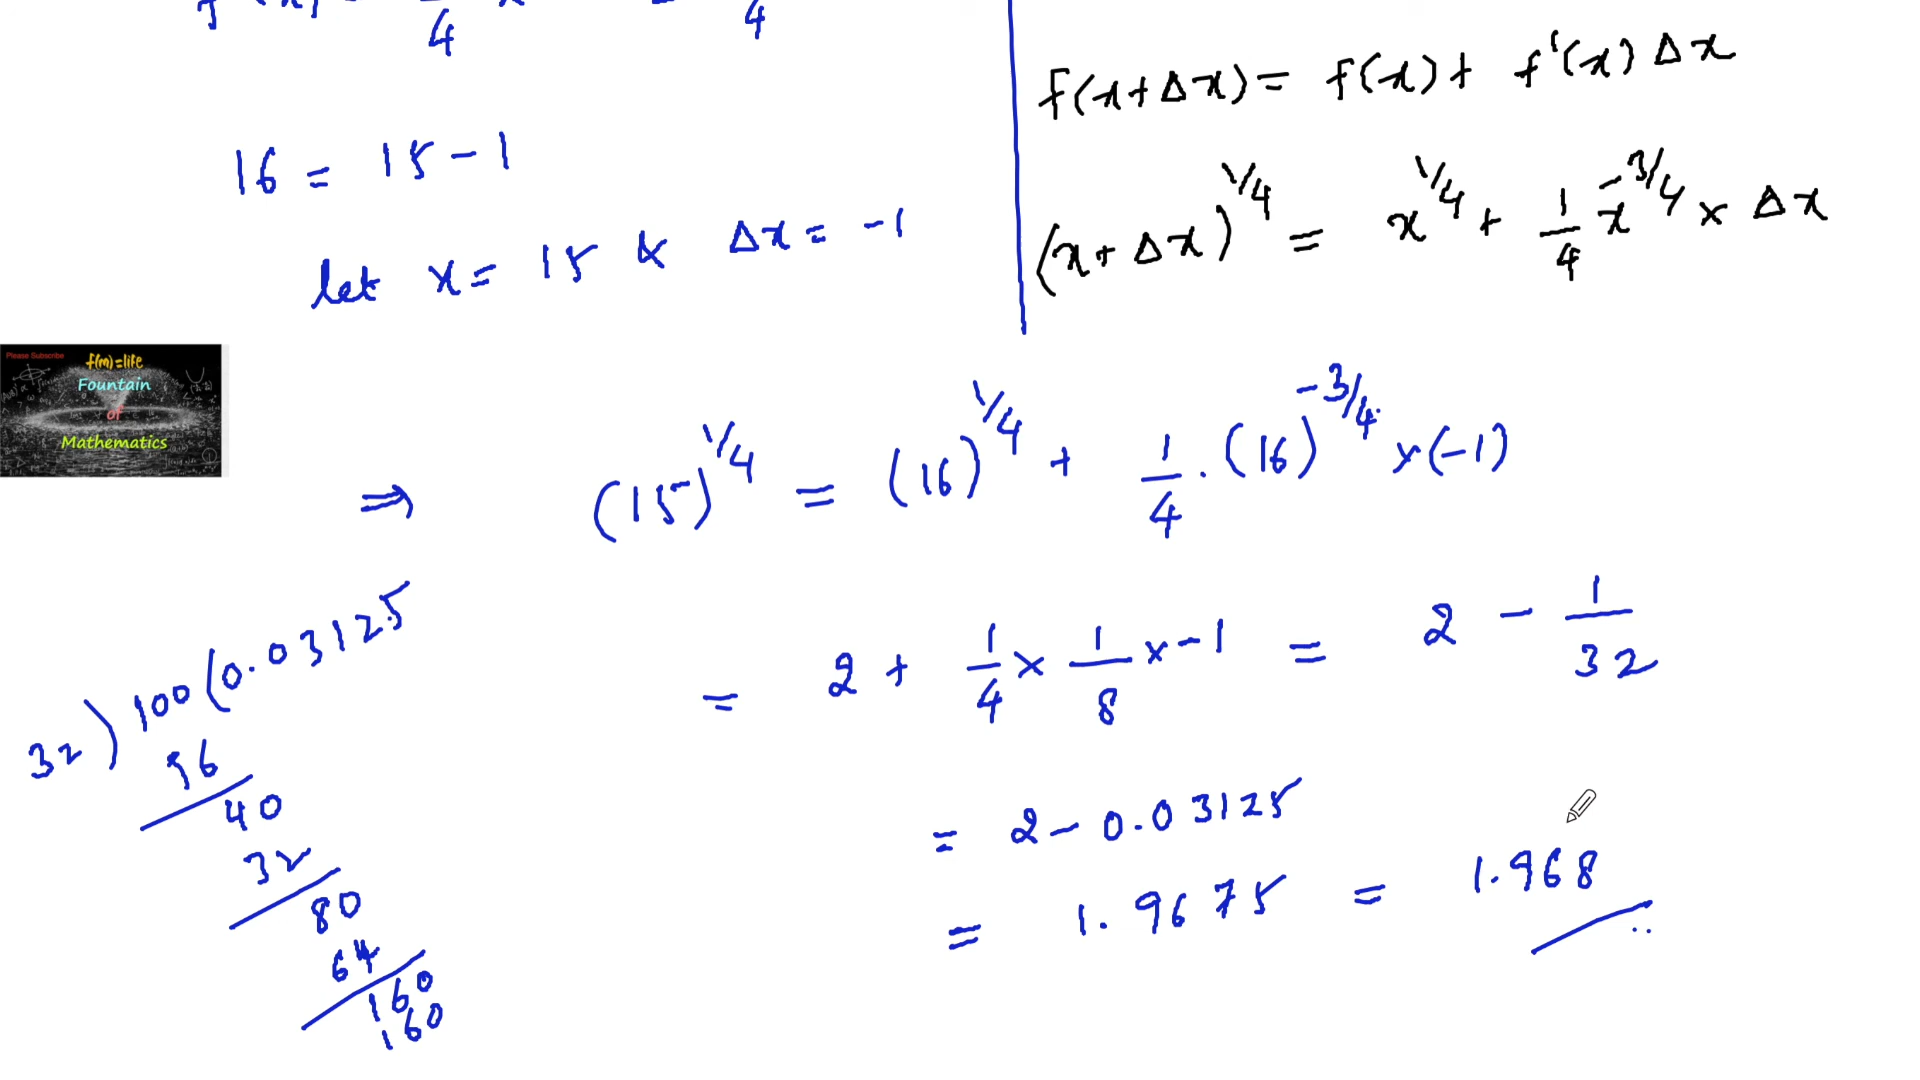 16 = 15 - 1
let x = 15 & Δx = -1
f(x+Δx) = f(x) + f'(x) Δx
(x+Δx)^1/4 = x^1/4 + 1/4 x^-3/4 × Δx
Please Subscribe
f(m)=life
Fountain
of
Mathematics
⇒ (15)^1/4 = (16)^1/4 + 1/4 . (16)^-3/4 × (-1)
= 2 + 1/4 × 1/8 × -1 = 2 - 1/32
= 2 - 0.03125
= 1.9675 = 1.968
32 ) 100 ( 0.03125
96
40
32
80
64
160
160